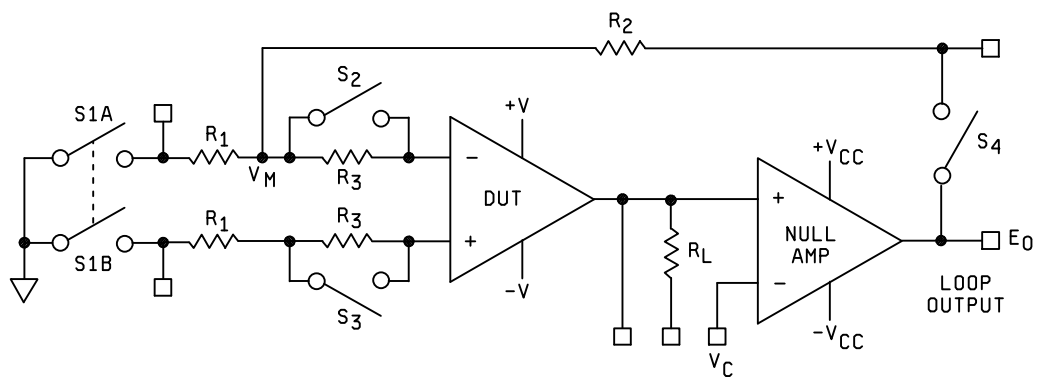 R2
S2
S1A
+V
R1
VM
R3
S4
+VCC
−
DUT
+
NULL
AMP
−
R1
R3
+
RL
E0
S1B
−V
LOOP
OUTPUT
S3
−VCC
VC